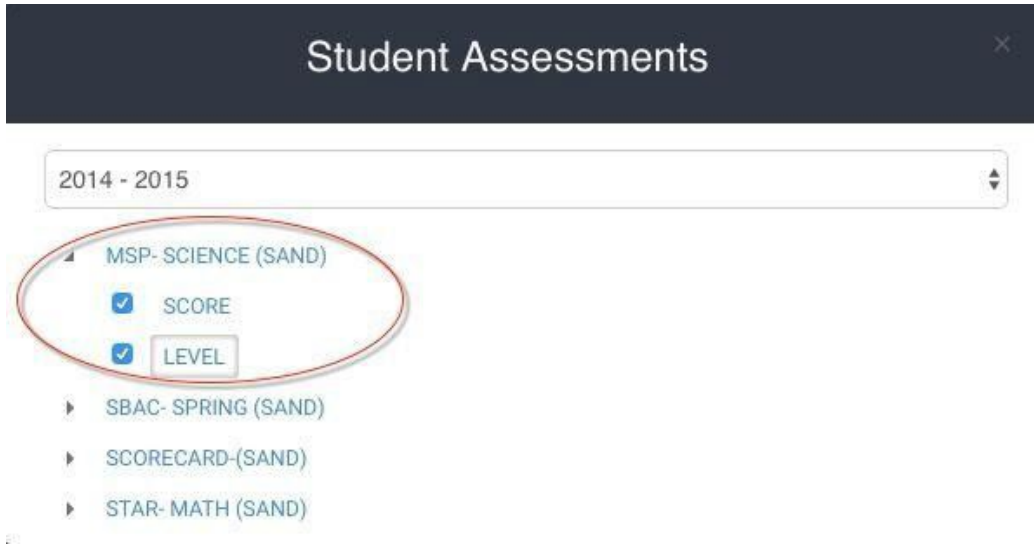 Student Assessments
2014 - 2015
MSP- SCIENCE (SAND)
SCORE
LEVEL
SBAC- SPRING (SAND)
SCORECARD-(SAND)
STAR- MATH (SAND)